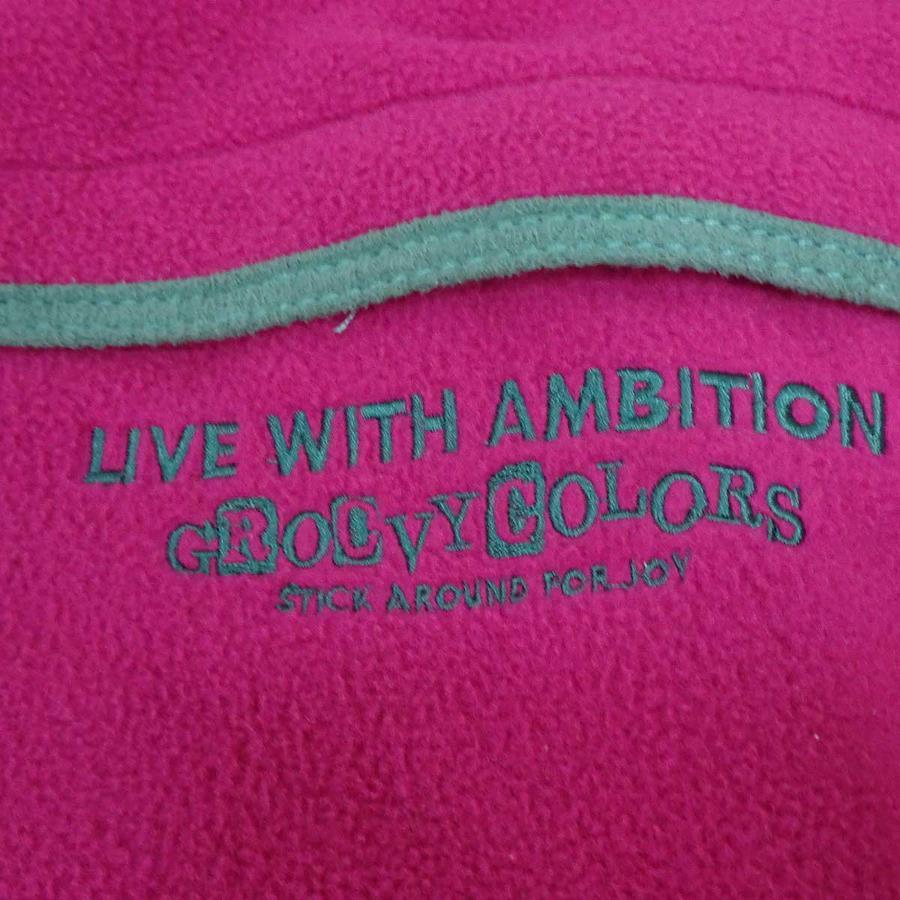 LIVE WITH AMBITION
GROOVY COLORS
STICK AROUND FOR JOY